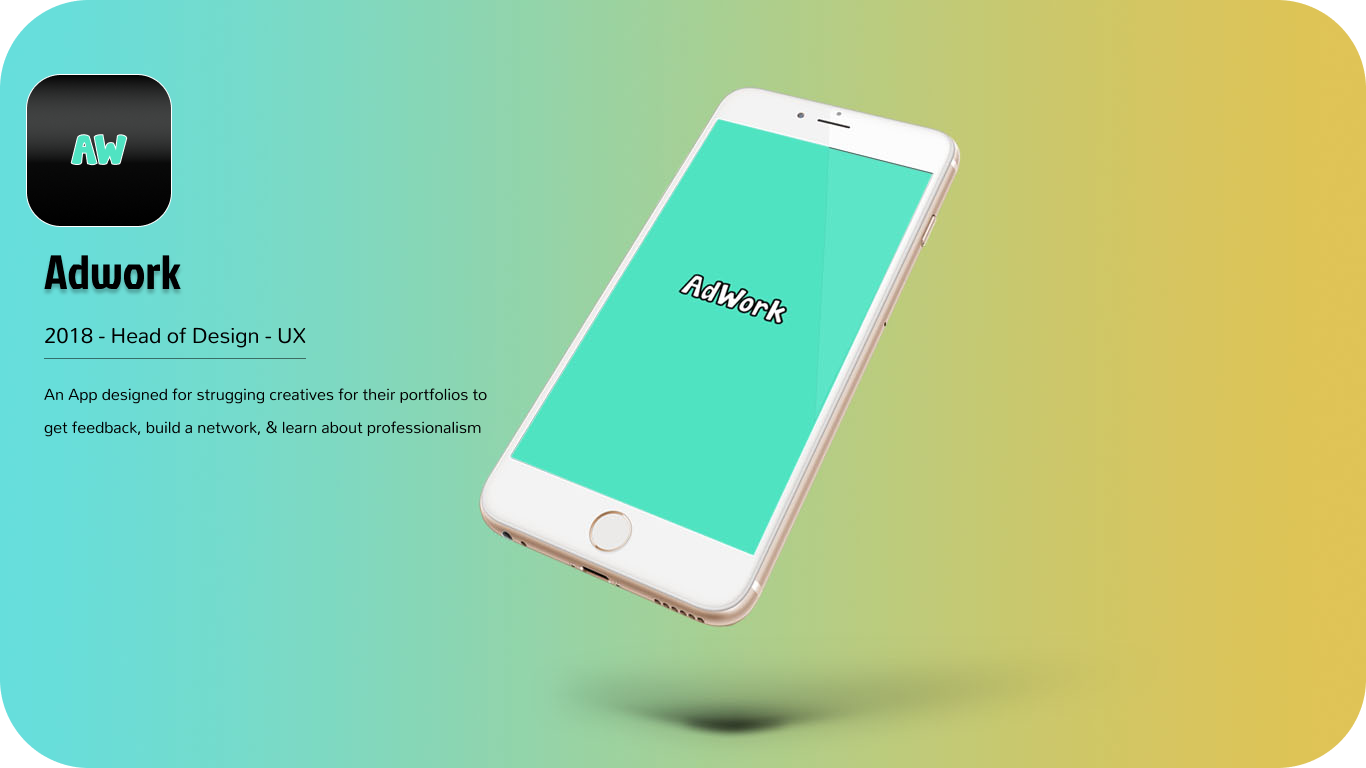 AW
Adwork
2018 - Head of Design - UX
An App designed for strugging creatives for their portfolios to
get feedback, build a network, & learn about professionalism
AdWork